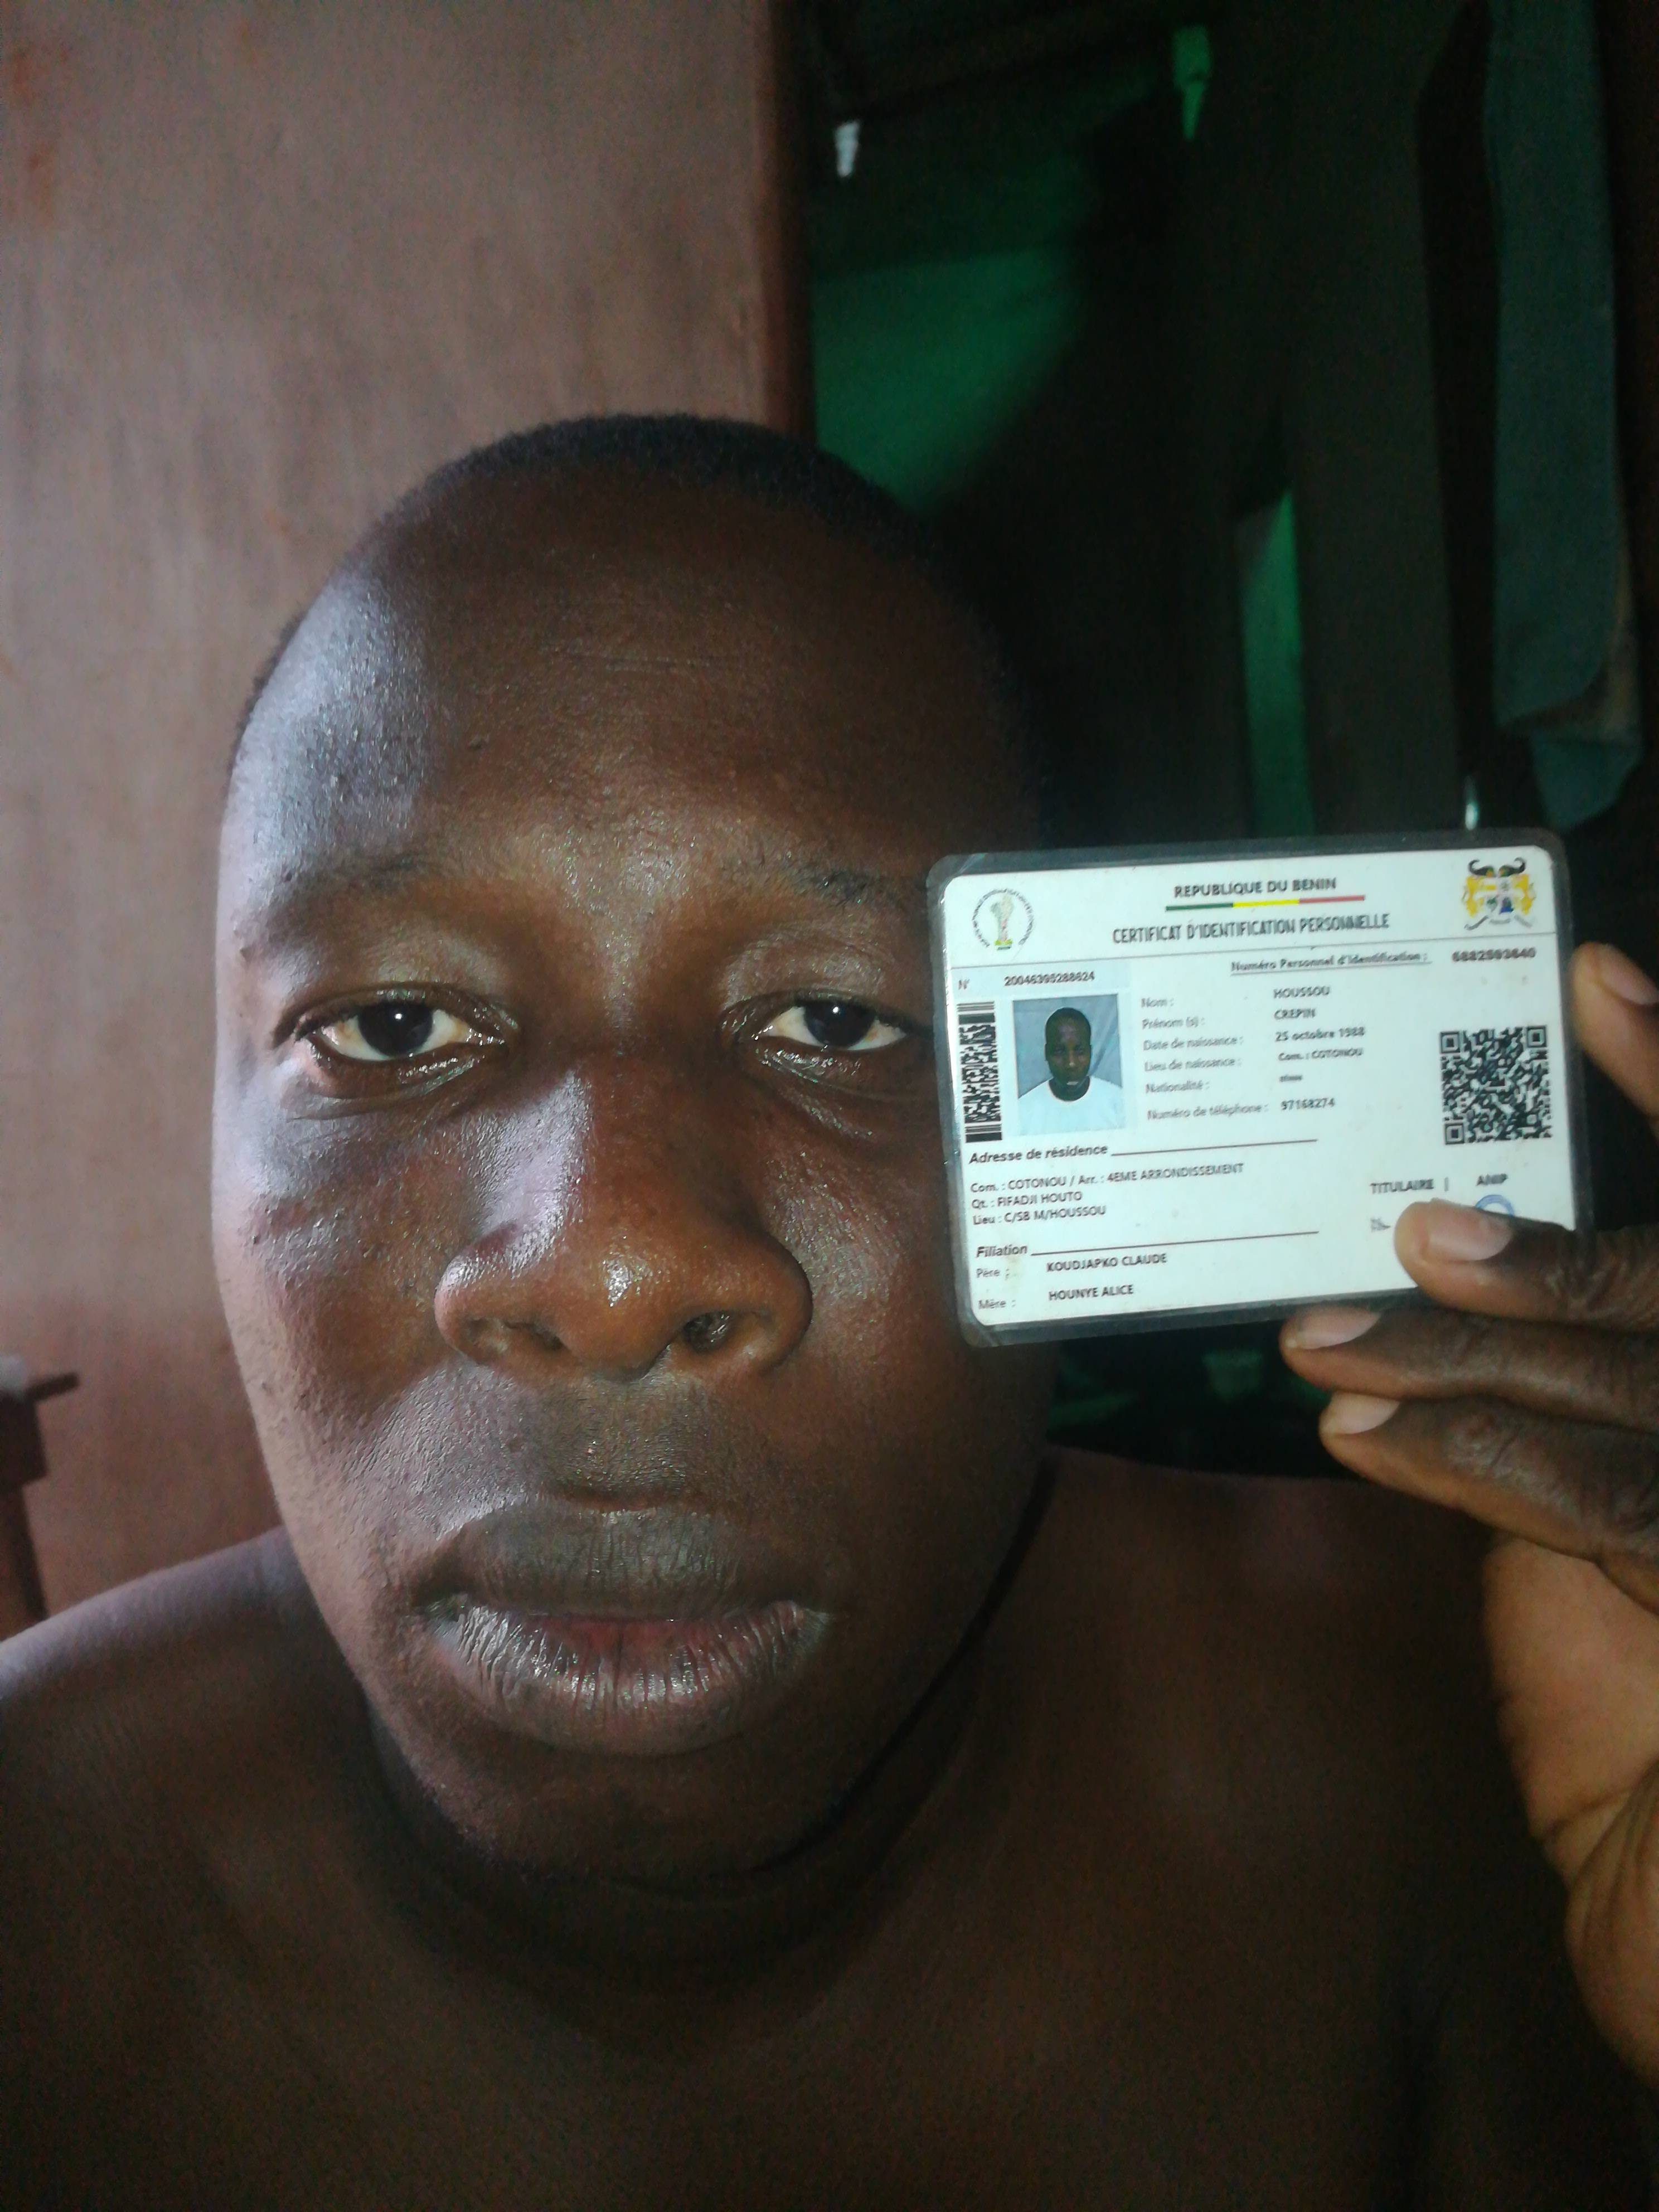 REPUBLIQUE DU BENIN
CERTIFICAT D'IDENTIFICATION PERSONNELLE
Numéro Personnel d'Identification : 6882593640
N° 20046395288624
Nom : HOUSSOU
Prénom (s) : CREPIN
Date de naissance : 25 octobre 1988
Lieu de naissance : Com. : COTONOU
Nationalité :
Numéro de téléphone : 97168274
Adresse de résidence
Com. : COTONOU / Arr. : 4EME ARRONDISSEMENT
Qt. : FIFADJI HOUTO
Lieu : C/SB M/HOUSSOU
TITULAIRE | ANIP
Filiation
Père : KOUDJAPKO CLAUDE
Mère : HOUNYE ALICE